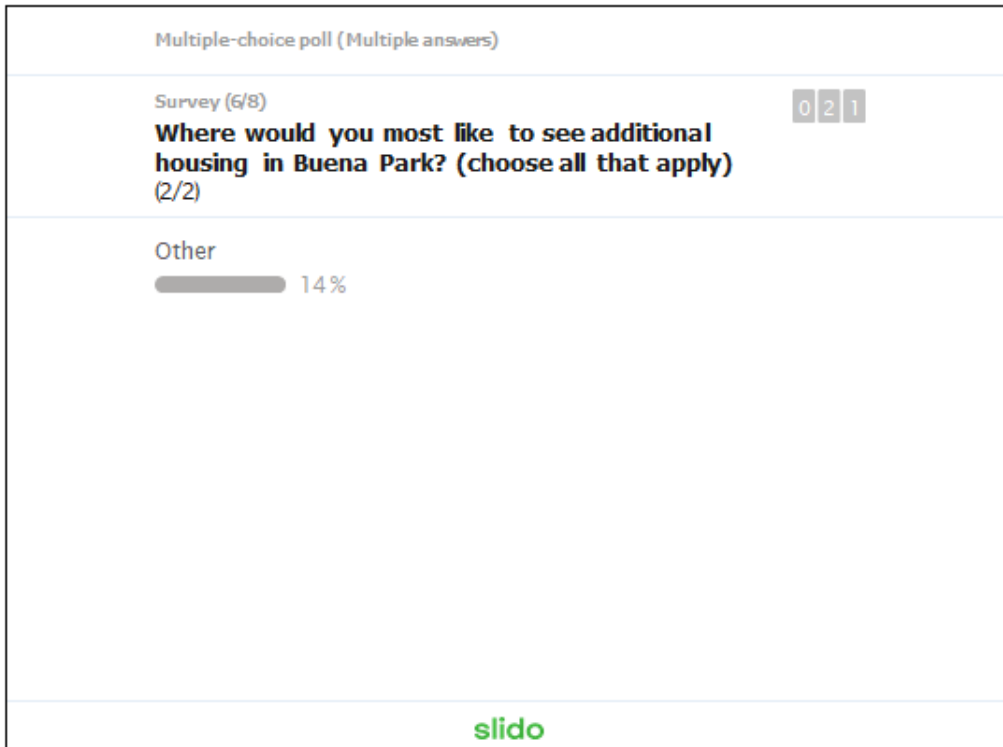 Multiple-choice poll (Multiple answers)
Survey (6/8)
0 2 1
Where would you most like to see additional
housing in Buena Park? (choose all that apply)
(2/2)
Other
14 %
slido